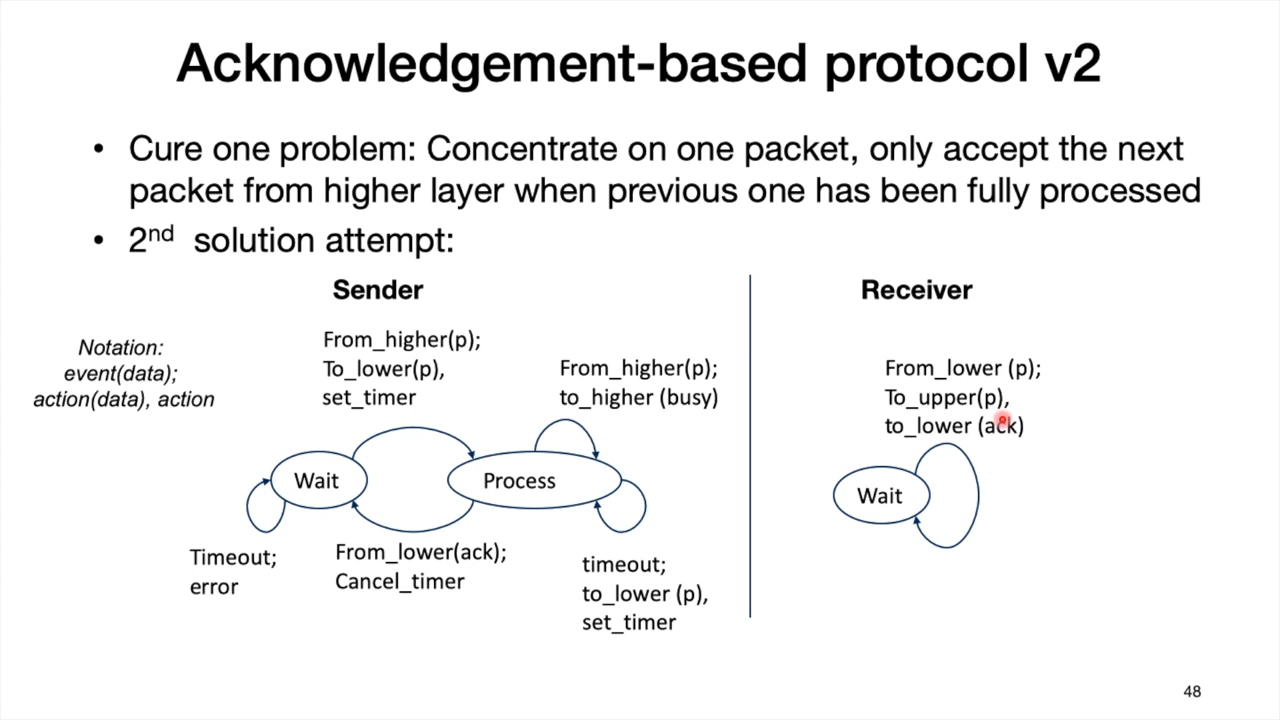 Acknowledgement-based protocol v2
• Cure one problem: Concentrate on one packet, only accept the next
packet from higher layer when previous one has been fully processed
• 2nd solution attempt:
Sender
Receiver
Notation:
event(data);
action(data), action
From_higher(p);
To_lower(p),
set_timer
From_higher(p);
to_higher (busy)
From_lower (p);
To_upper(p),
to_lower (ack)
Wait
Process
Wait
Timeout;
error
From_lower(ack);
Cancel_timer
timeout;
to_lower (p),
set_timer
48